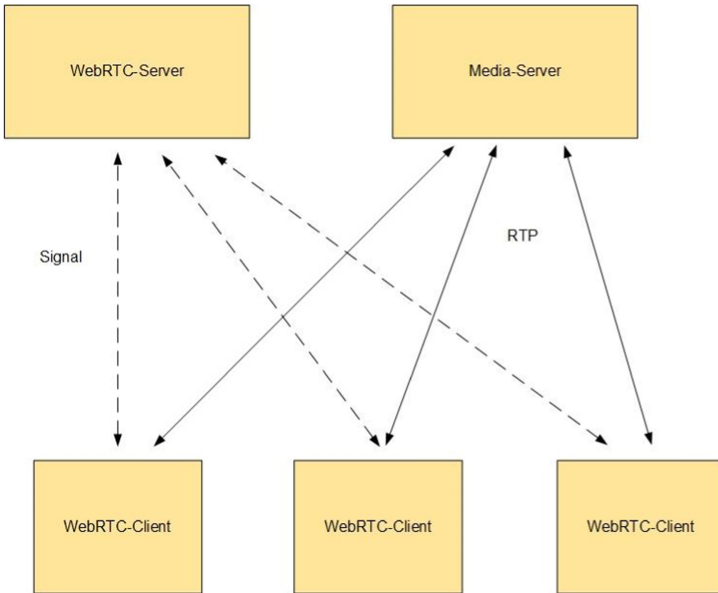 WebRTC-Server
Media-Server
Signal
RTP
WebRTC-Client
WebRTC-Client
WebRTC-Client